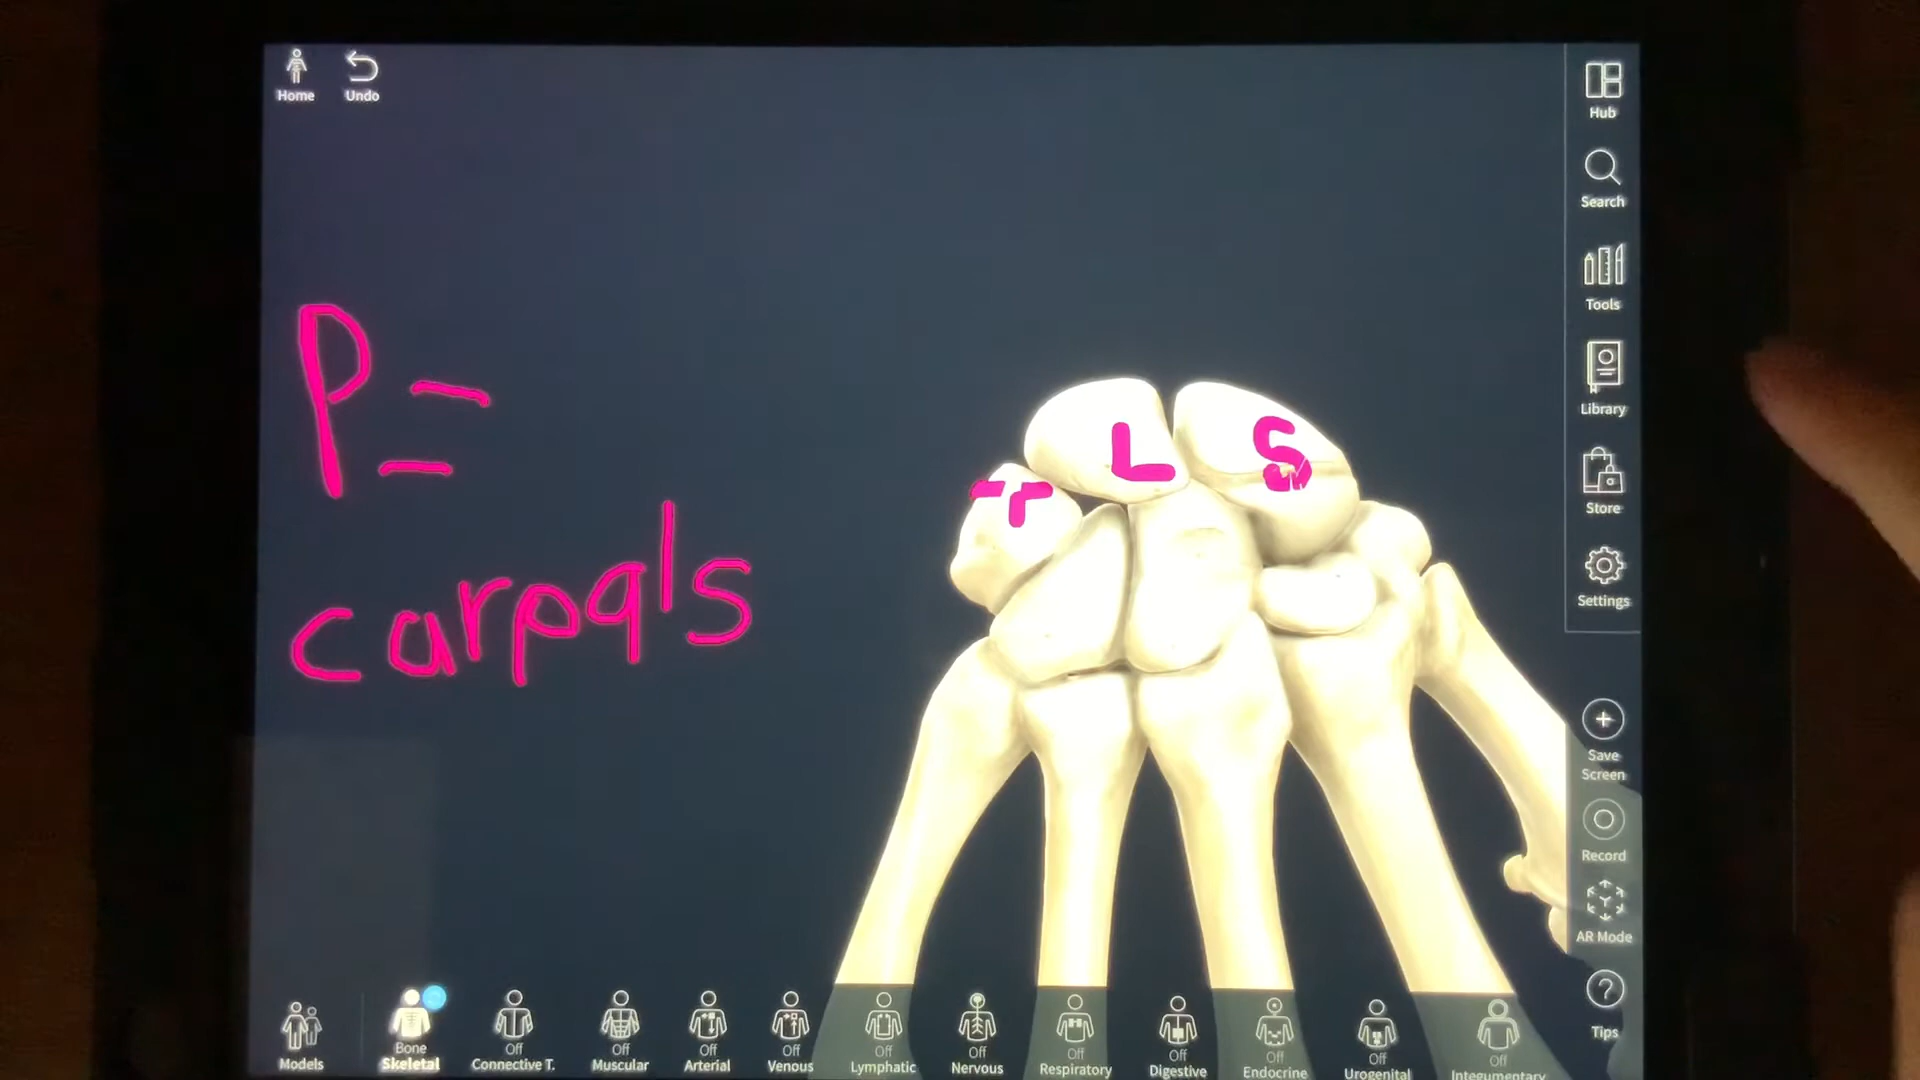 Home
Undo
Hub
Search
Tools
Library
Store
Settings
Save
Screen
Record
AR Mode
Tips
P=
carpals
L
S
T
Models
Bone
Skeletal
Off
Connective T.
Off
Muscular
Off
Arterial
Off
Venous
Off
Lymphatic
Off
Nervous
Off
Respiratory
Off
Digestive
Off
Endocrine
Off
Urogenital
Off
Integumentary